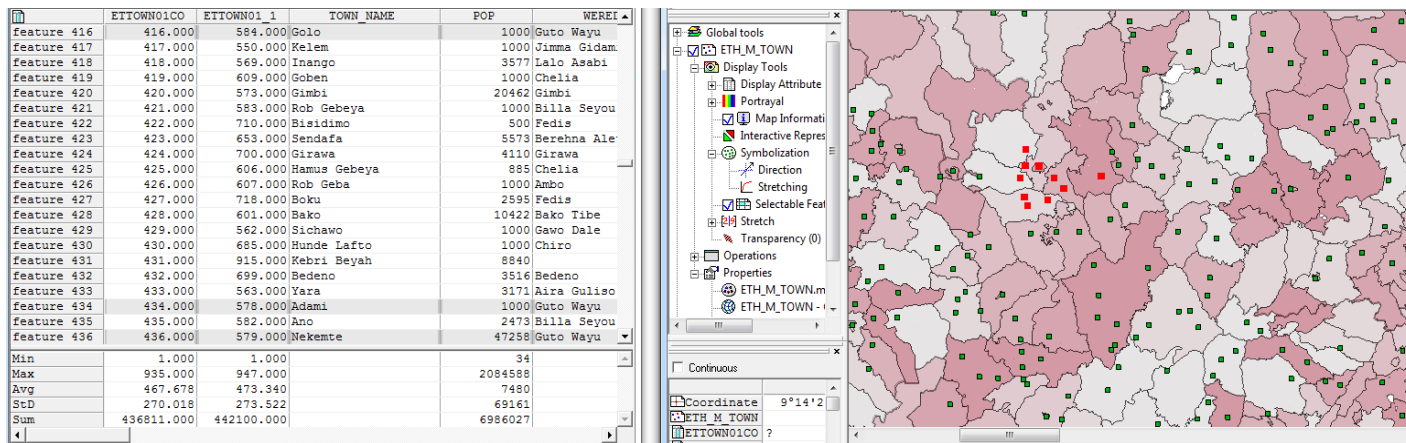 ETTOWN01CO ETTOWN01_1 TOWN_NAME POP WERED
feature 416 416.000 584.000 Golo 1000 Guto Wayu
feature 417 417.000 550.000 Kelem 1000 Jimma Gidam
feature 418 418.000 569.000 Inango 3577 Lalo Asabi
feature 419 419.000 609.000 Goben 1000 Chelia
feature 420 420.000 573.000 Gimbi 20462 Gimbi
feature 421 421.000 583.000 Rob Gebeya 1000 Billa Seyou
feature 422 422.000 710.000 Bisidimo 500 Fedis
feature 423 423.000 653.000 Sendafa 5573 Berehna Ale
feature 424 424.000 700.000 Girawa 4110 Girawa
feature 425 425.000 606.000 Hamus Gebeya 885 Chelia
feature 426 426.000 607.000 Rob Geba 1000 Ambo
feature 427 427.000 718.000 Boku 2595 Fedis
feature 428 428.000 601.000 Bako 10422 Bako Tibe
feature 429 429.000 562.000 Sichawo 1000 Gawo Dale
feature 430 430.000 685.000 Hunde Lafto 1000 Chiro
feature 431 431.000 915.000 Kebri Beyah 8840
feature 432 432.000 699.000 Bedeno 3516 Bedeno
feature 433 433.000 563.000 Yara 3171 Aira Guliso
feature 434 434.000 578.000 Adami 1000 Guto Wayu
feature 435 435.000 582.000 Ano 2473 Billa Seyou
feature 436 436.000 579.000 Nekemte 47258 Guto Wayu
Min 1.000 1.000 34
Max 935.000 947.000 2084588
Avg 467.678 473.340 7480
StD 270.018 273.522 69161
Sum 436811.000 442100.000 6986027
Global tools
ETH_M_TOWN
Display Tools
Display Attribute
Portrayal
Map Informati
Interactive Repres
Symbolization
Direction
Stretching
Selectable Feat
Stretch
Transparency (0)
Operations
Properties
ETH_M_TOWN.m
ETH_M_TOWN - 
Continuous
Coordinate 9°14'2
ETH_M_TOWN
ETTOWN01CO ?